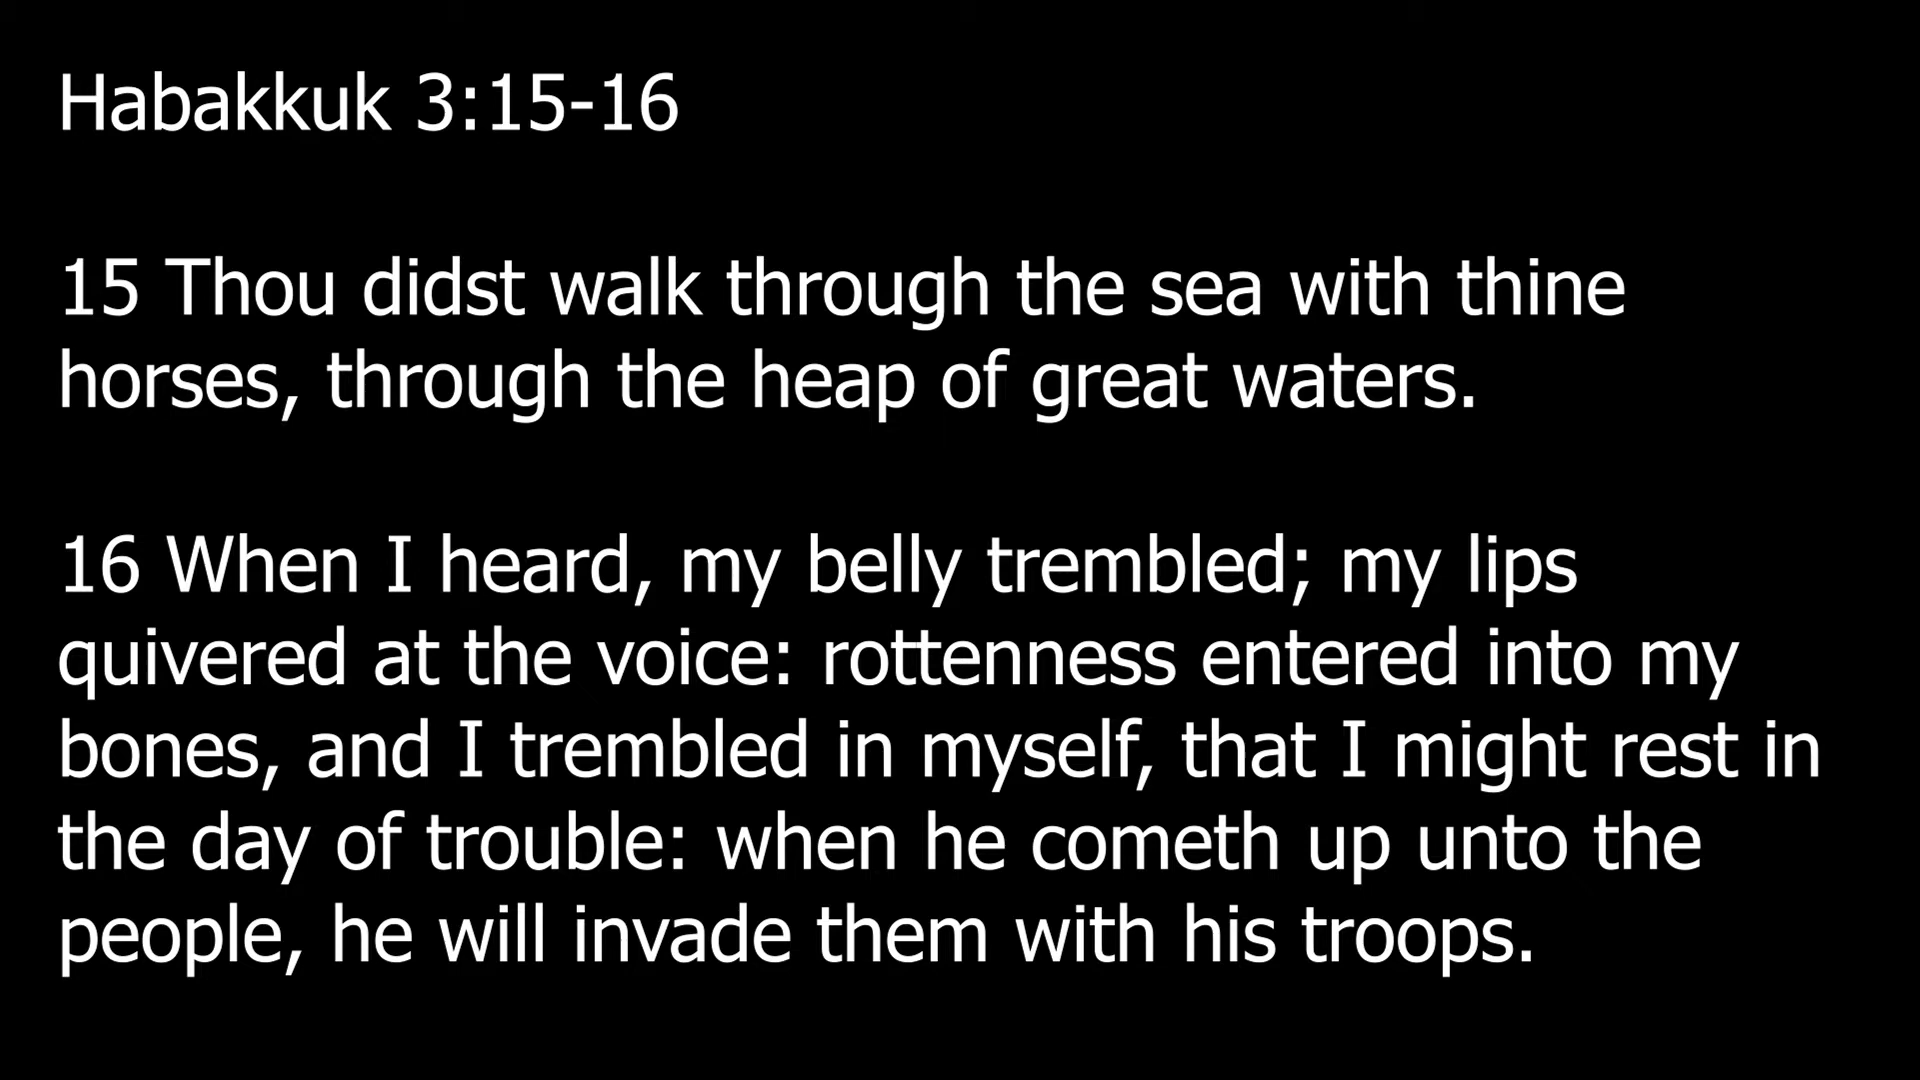 Habakkuk 3:15-16
15 Thou didst walk through the sea with thine
horses, through the heap of great waters.
16 When I heard, my belly trembled; my lips
quivered at the voice: rottenness entered into my
bones, and I trembled in myself, that I might rest in
the day of trouble: when he cometh up unto the
people, he will invade them with his troops.